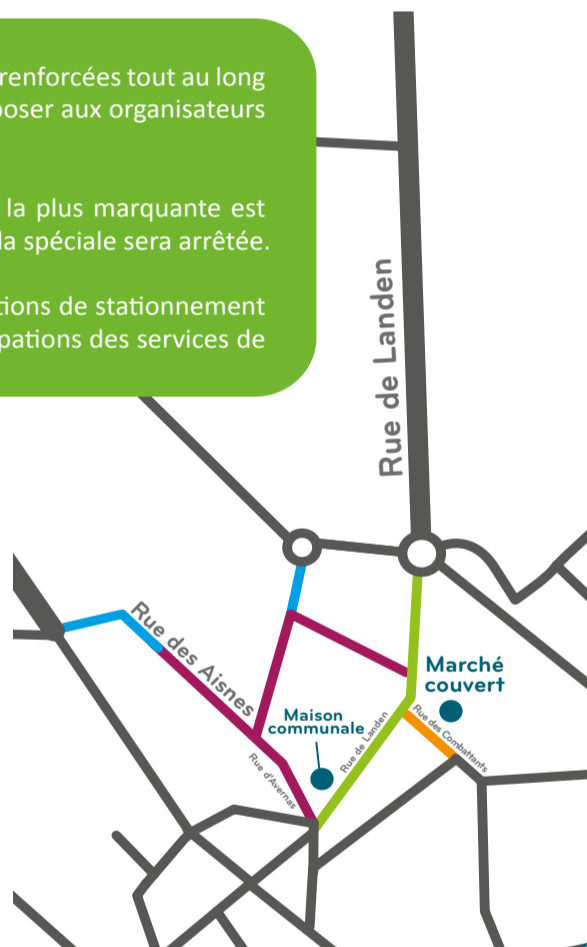 renforcées tout au long
poser aux organisateurs
la plus marquante est
la spéciale sera arrêtée.
tions de stationnement
pations des services de
Rue de Landen
Rue des Aisnes
Marché
couvert
Maison
communale
Rue de Landen
Rue des Combattants
Rue d'Avernas